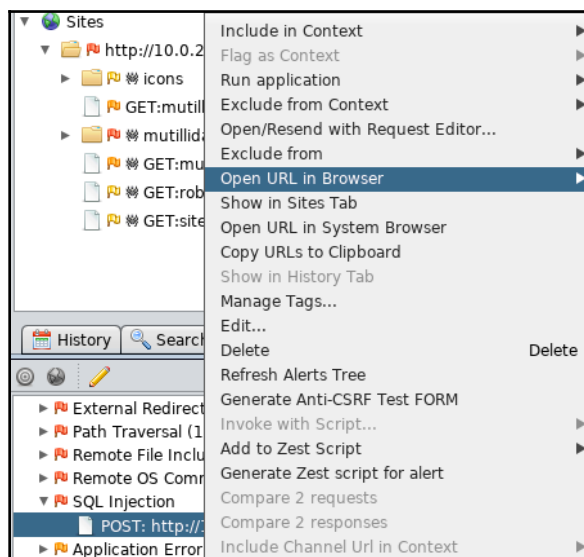 Sites
http://10.0.2
icons
GET:mutill
mutillida
GET:mu
GET:rob
GET:site
History
Search
External Redirect
Path Traversal (1
Remote File Inclu
Remote OS Comm
SQL Injection
POST: http://1
Application Error
Include in Context
Flag as Context
Run application
Exclude from Context
Open/Resend with Request Editor...
Exclude from
Open URL in Browser
Show in Sites Tab
Open URL in System Browser
Copy URLs to Clipboard
Show in History Tab
Manage Tags...
Edit...
Delete Delete
Refresh Alerts Tree
Generate Anti-CSRF Test FORM
Invoke with Script...
Add to Zest Script
Generate Zest script for alert
Compare 2 requests
Compare 2 responses
Include Channel Url in Context